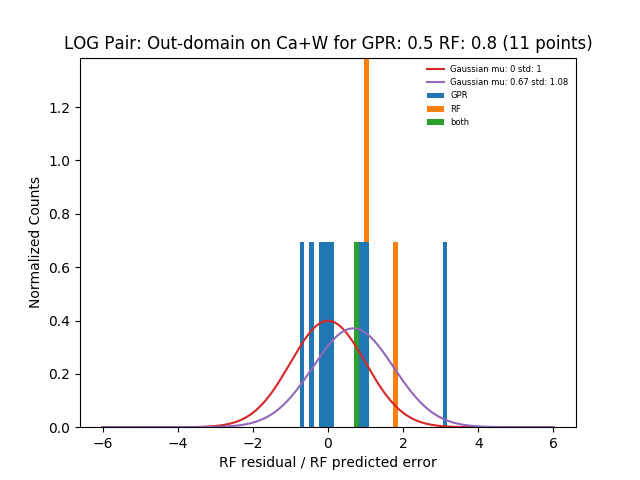 LOG Pair: Out-domain on Ca+W for GPR: 0.5 RF: 0.8 (11 points)
Gaussian mu: 0 std: 1
Gaussian mu: 0.67 std: 1.08
GPR
RF
both
Normalized Counts
1.2
1.0
0.8
0.6
0.4
0.2
0.0
−6 −4 −2 0 2 4 6
RF residual / RF predicted error